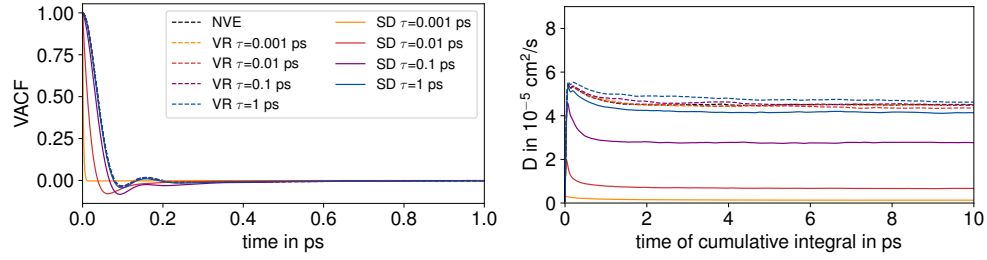 1.00
0.75
0.50
0.25
0.00
VACF
0.0
0.2
0.4
0.6
0.8
1.0
time in ps
NVE
VR τ=0.001 ps
VR τ=0.01 ps
VR τ=0.1 ps
VR τ=1 ps
SD τ=0.001 ps
SD τ=0.01 ps
SD τ=0.1 ps
SD τ=1 ps
8
6
4
2
0
D in 10⁻⁵ cm²/s
0
2
4
6
8
10
time of cumulative integral in ps